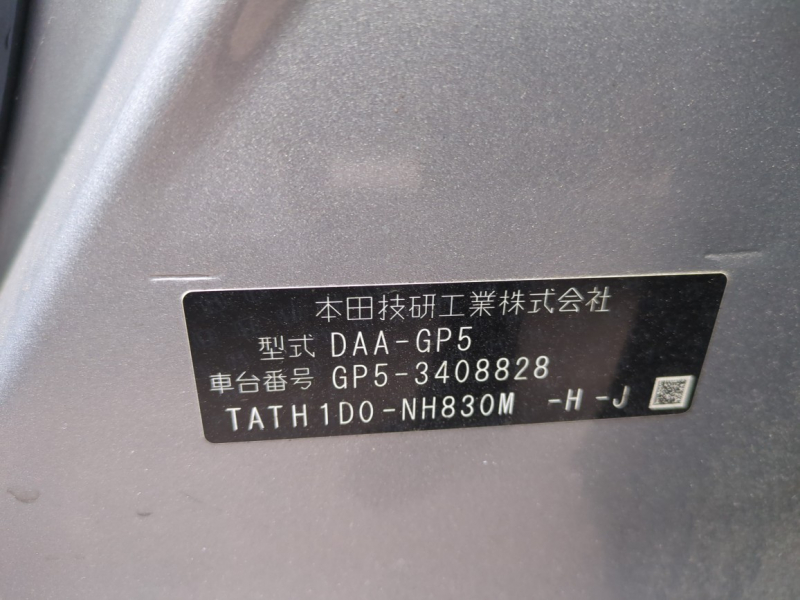 本田技研工業株式会社
型式 DAA-GP5
車台番号 GP5-3408828
TATH1D0-NH830M -H-J